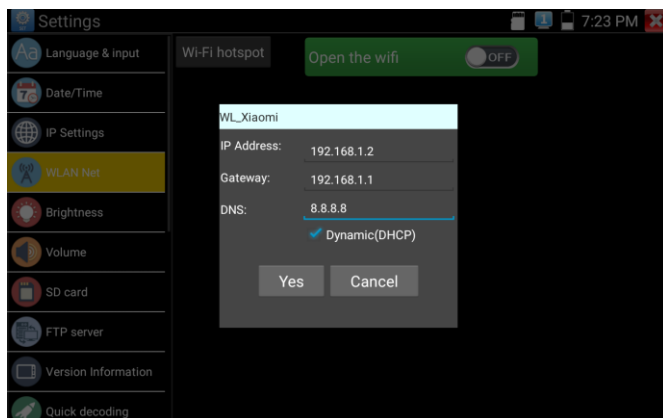 Settings
7:23 PM
Aa Language & input
Wi-Fi hotspot
Open the wifi
OFF
Date/Time
WL_Xiaomi
IP Address: 192.168.1.2
IP Settings
Gateway: 192.168.1.1
WLAN Net
DNS: 8.8.8.8
Brightness
Dynamic(DHCP)
Volume
Yes
Cancel
SD card
FTP server
Version Information
Quick decoding